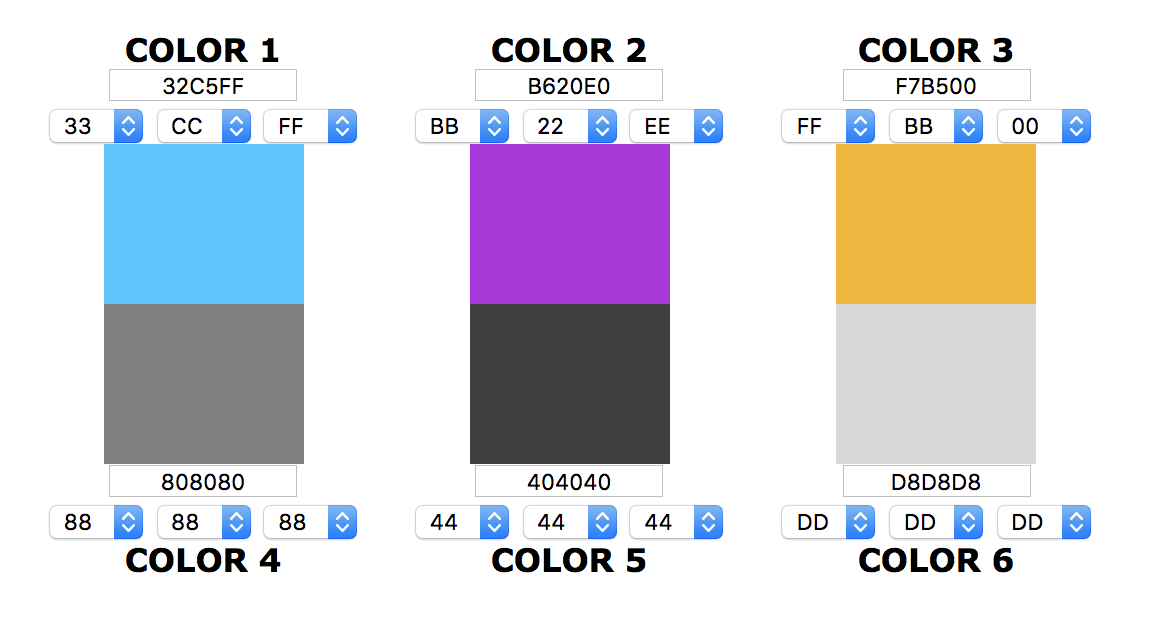 COLOR 1 COLOR 2 COLOR 3
32C5FF B620E0 F7B500
33 CC FF BB 22 EE FF BB 00
808080 404040 D8D8D8
88 88 88 44 44 44 DD DD DD
COLOR 4 COLOR 5 COLOR 6